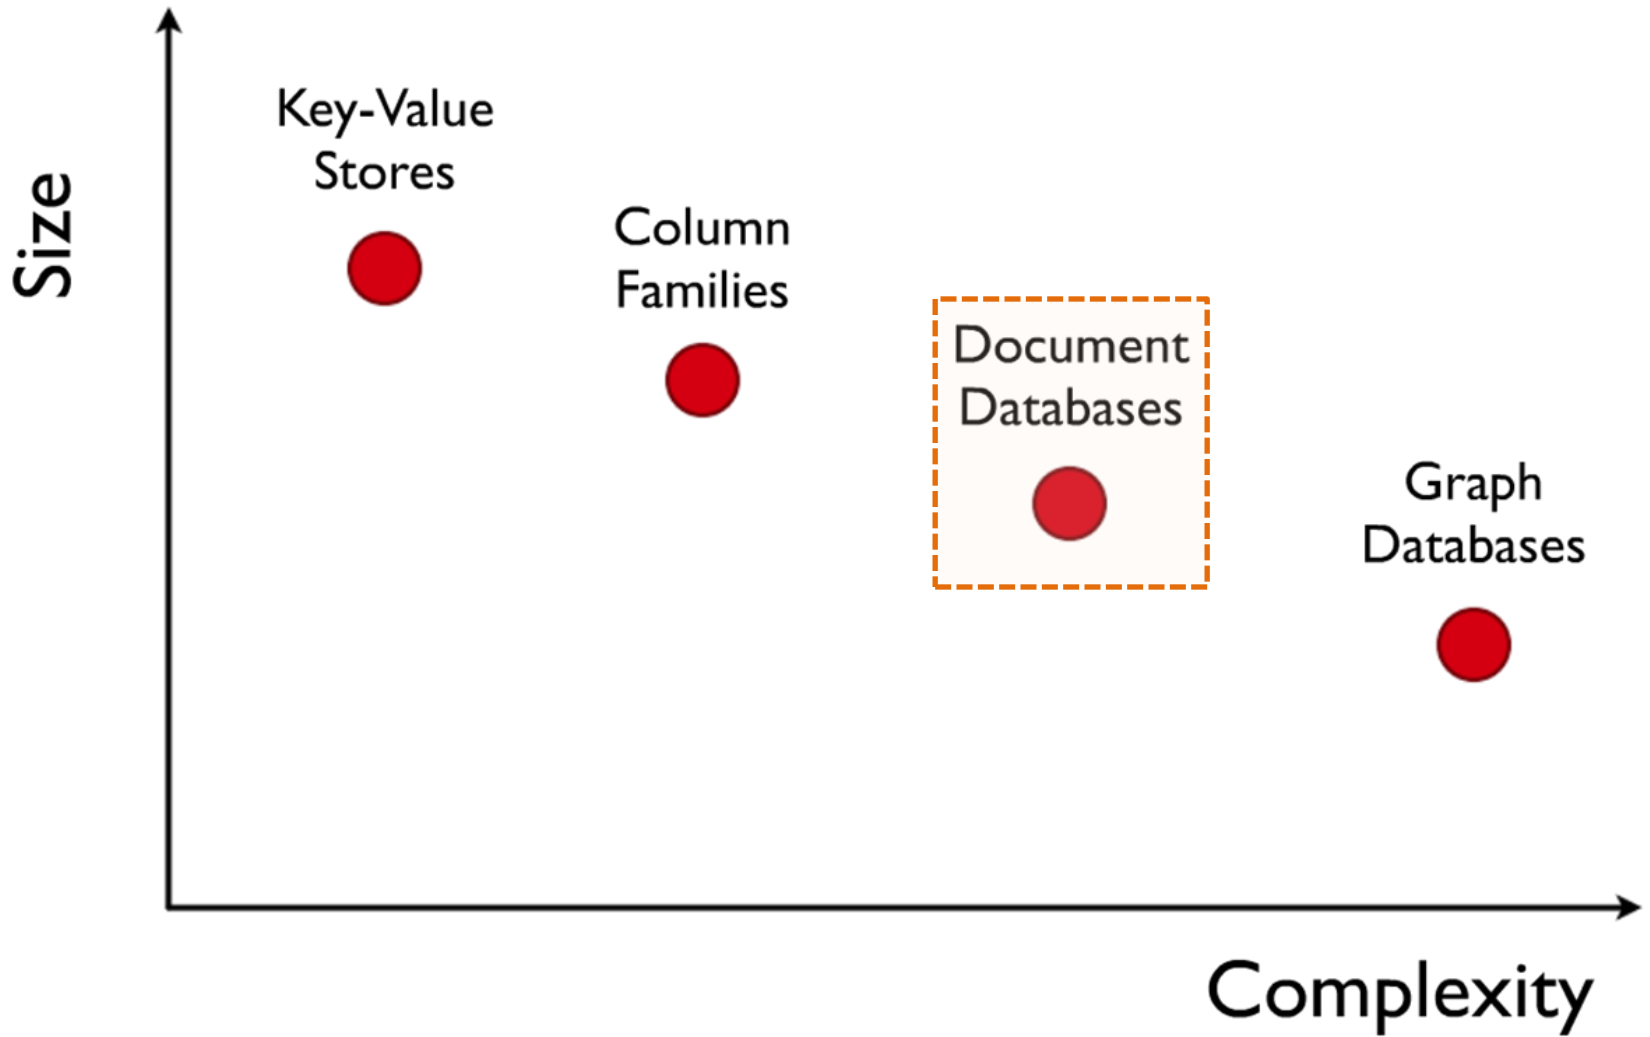 Key-Value
Stores
Size
Column
Families
Document
Databases
Graph
Databases
Complexity